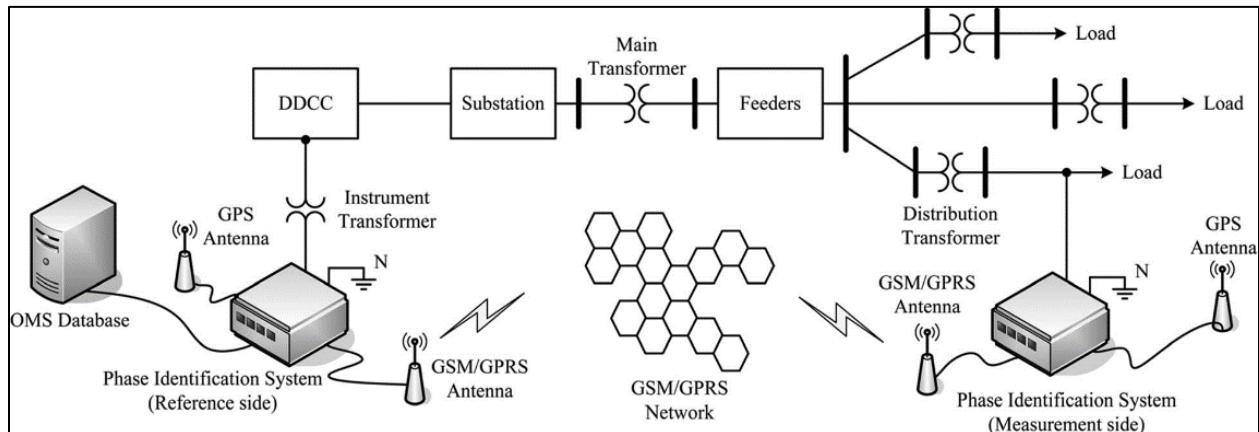 Main
Transformer
Load
DDCC
Substation
Feeders
Load
Load
GPS
Antenna
Instrument
Transformer
Distribution
Transformer
GPS
Antenna
N
N
GSM/GPRS
Antenna
OMS Database
GSM/GPRS
Antenna
Phase Identification System
(Reference side)
GSM/GPRS
Network
Phase Identification System
(Measurement side)